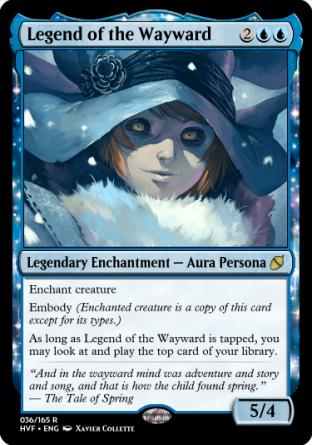 Legend of the Wayward 2
Legendary Enchantment — Aura Persona
Enchant creature
Embody (Enchanted creature is a copy of this card
except for its types.)
As long as Legend of the Wayward is tapped, you
may look at and play the top card of your library.
“And in the wayward mind was adventure and story
and song, and that is how the child found spring.”
— The Tale of Spring
5/4
036/165 R
HVF • ENG XAVIER COLLETTE